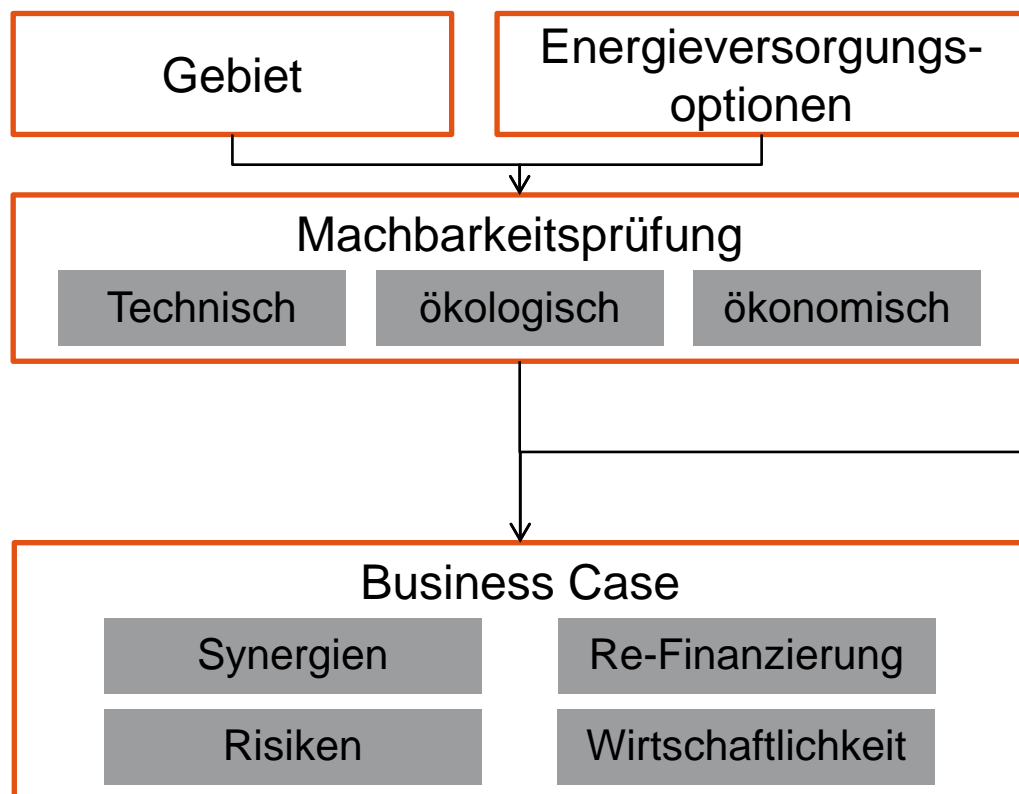 Gebiet
Energieversorgungs-
optionen
Machbarkeitsprüfung
Technisch
ökologisch
ökonomisch
Business Case
Synergien
Re-Finanzierung
Risiken
Wirtschaftlichkeit